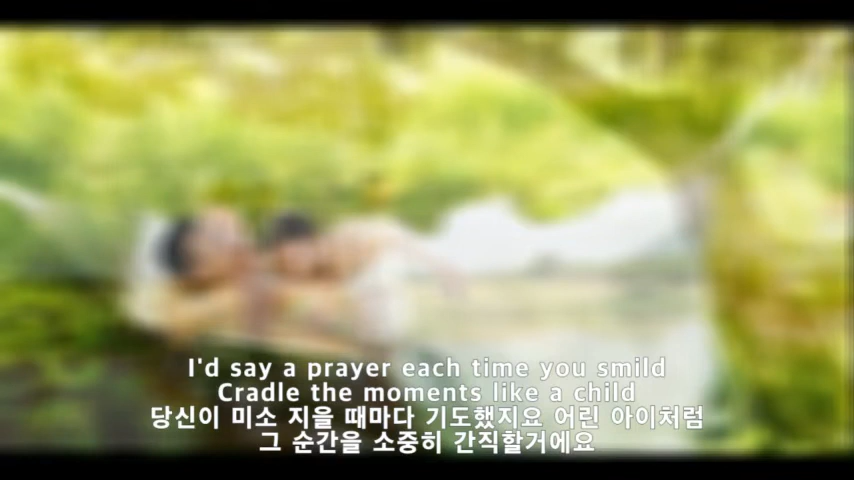 I'd say a prayer each time you smild
Cradle the moments like a child
당신이 미소 지을 때마다 기도했지요 어린 아이처럼
그 순간을 소중히 간직할거에요